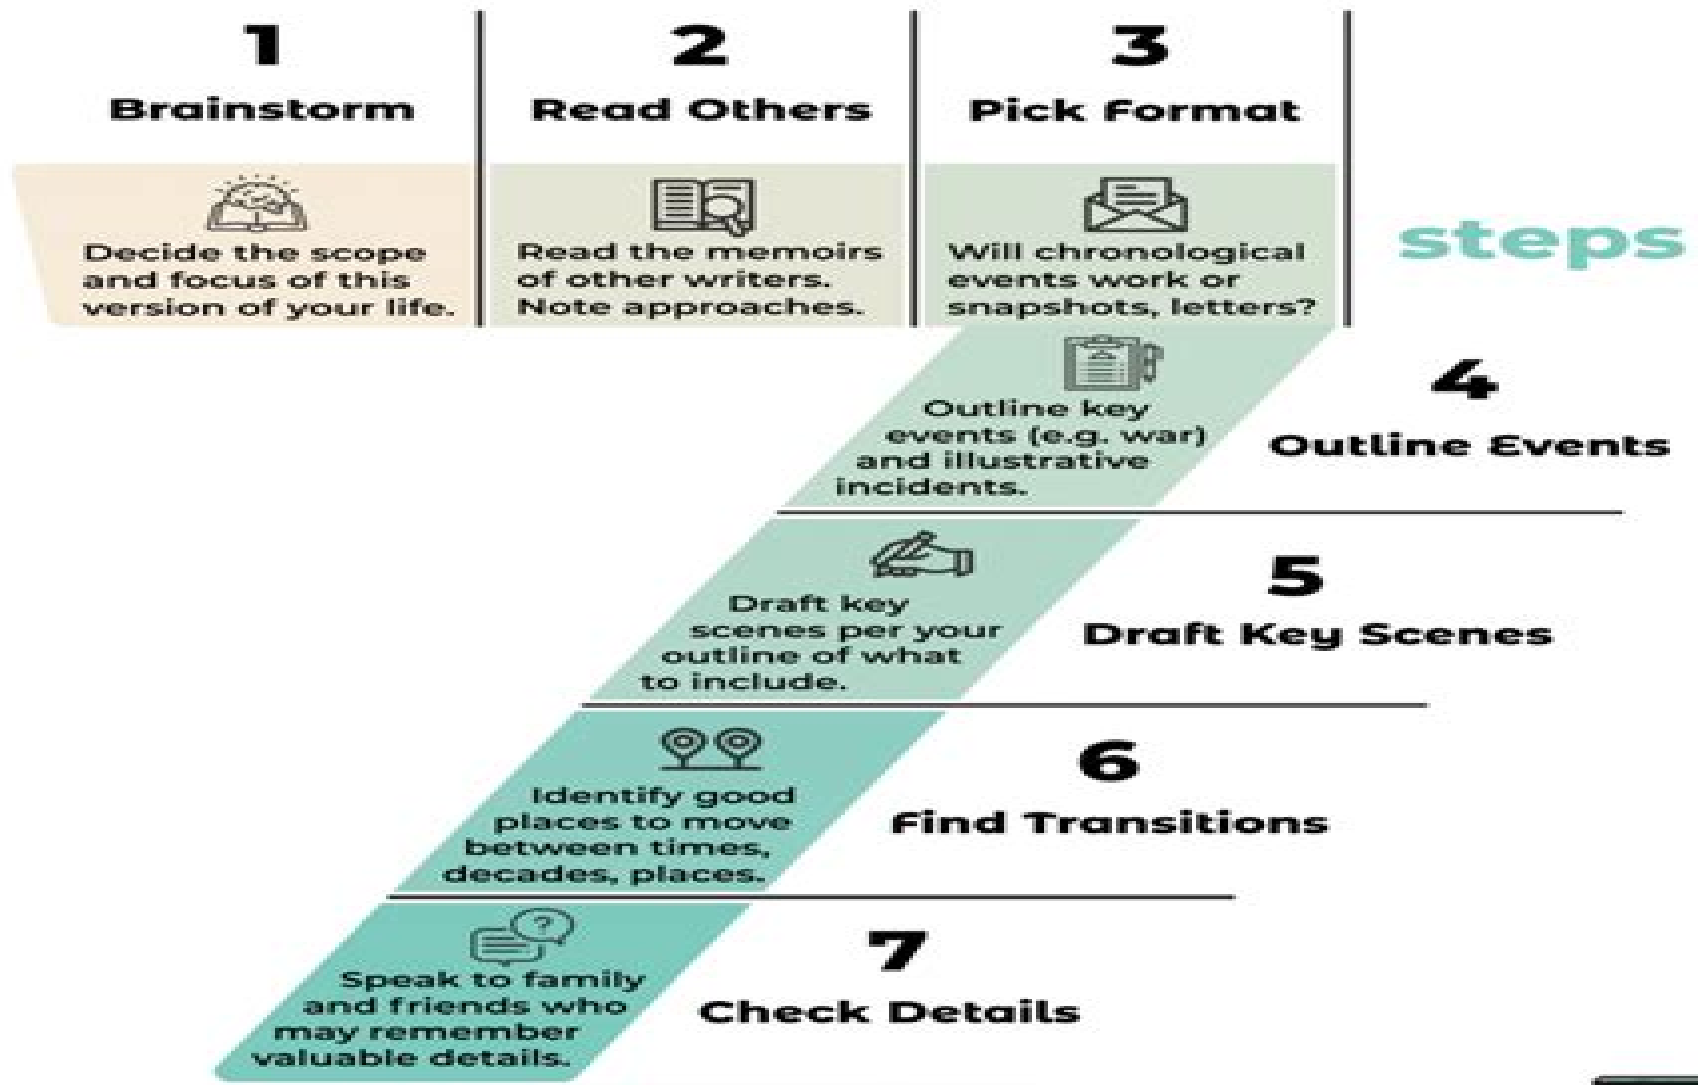 1
Brainstorm
Decide the scope
and focus of this
version of your life.
2
Read Others
Read the memoirs
of other writers.
Note approaches.
3
Pick Format
Will chronological
events work or
snapshots, letters?
steps
4
Outline Events
Outline key
events (e.g. war)
and illustrative
incidents.
5
Draft Key Scenes
Draft key
scenes per your
outline of what
to include.
6
Find Transitions
Identify good
places to move
between times,
decades, places.
7
Check Details
Speak to family
and friends who
may remember
valuable details.
?